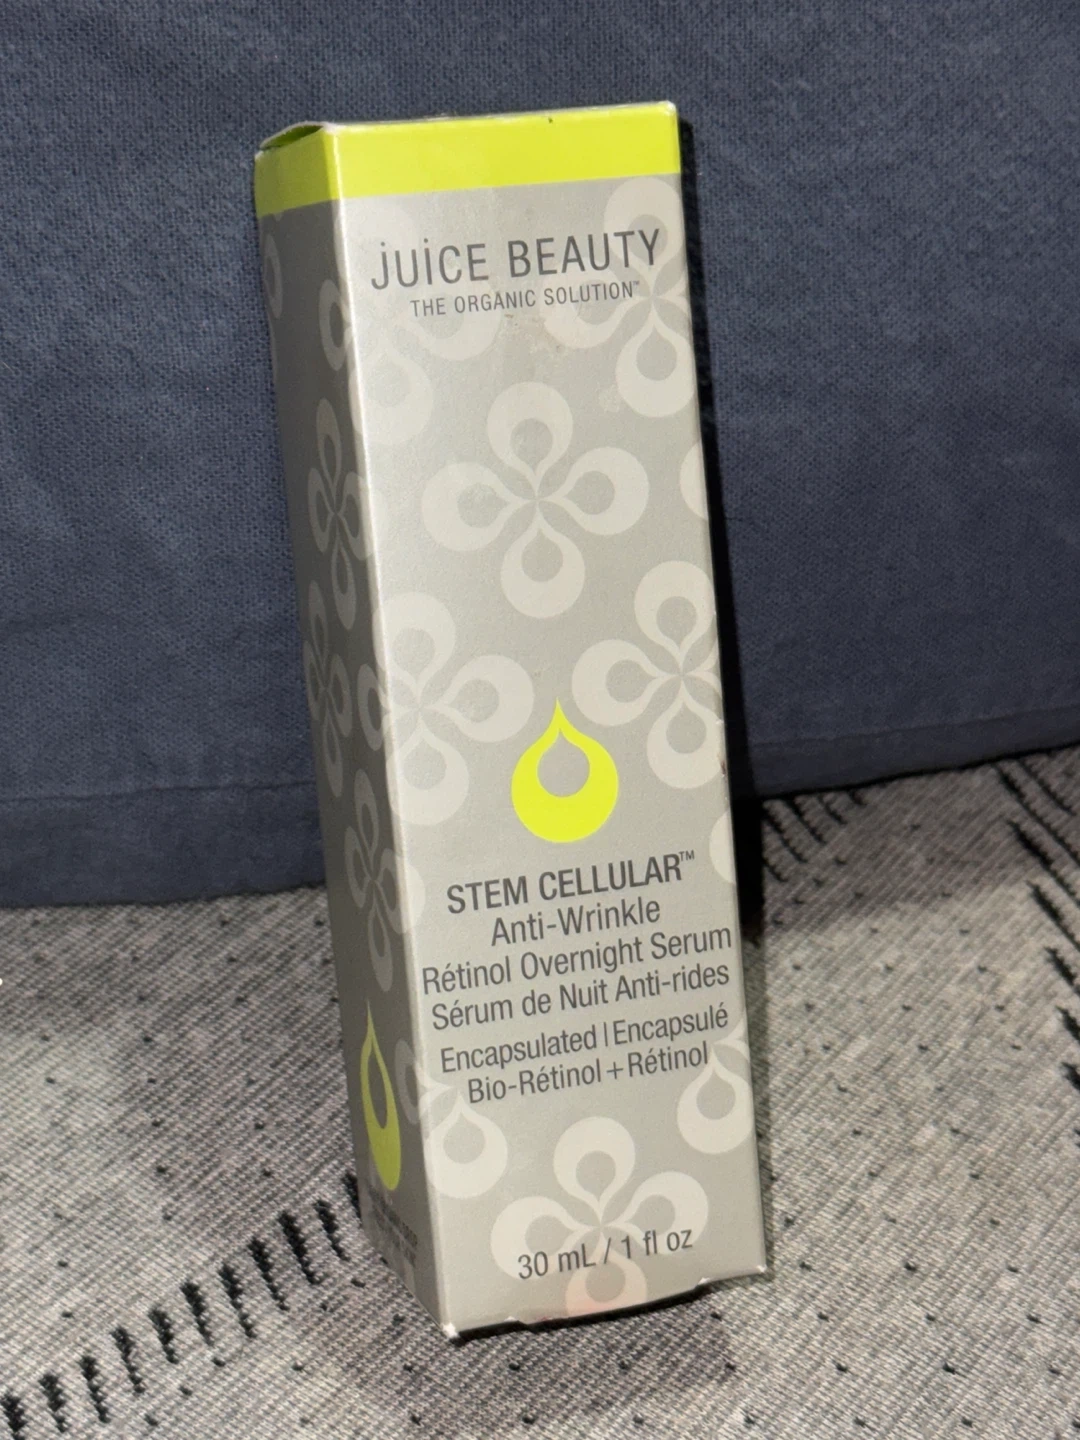 juice BEAUTY
THE ORGANIC SOLUTION™
STEM CELLULAR™
Anti-Wrinkle
Rétinol Overnight Serum
Sérum de Nuit Anti-rides
Encapsulated | Encapsulé
Bio-Rétinol + Rétinol
30 mL / 1 fl oz